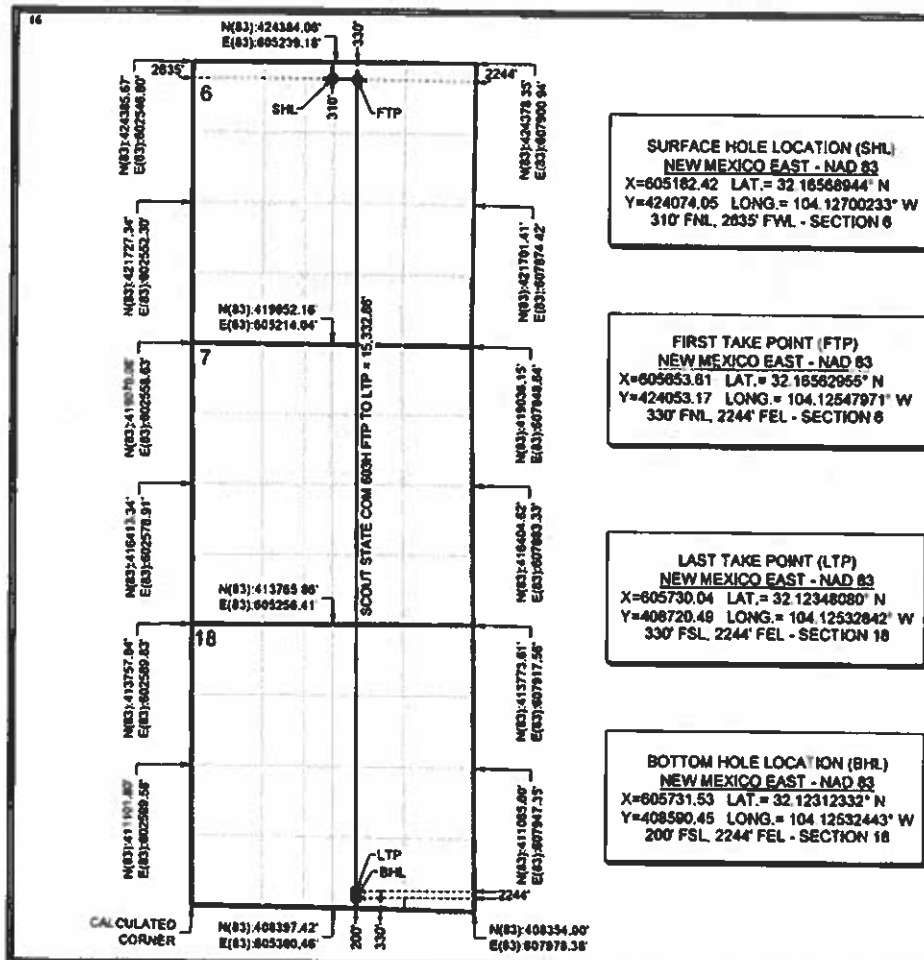 16
N(83):424384.06'
E(83):605239.18'
330'
2635'
2244'
6
SHL
310'
FTP
N(83):424385.67'
E(83):602546.80'
N(83):424378.35'
E(83):607900.94'
N(83):421727.34'
E(83):602552.30'
N(83):421701.41'
E(83):607874.42'
N(83):419052.16'
E(83):605214.04'
7
E(83):602558.63'
N(83):419036.15'
E(83):607848.64'
SCOUT STATE COM 603H FTP TO LTP = 15,332.86'
N(83):416413.34'
E(83):602578.91'
N(83):416404.62'
E(83):607883.33'
N(83):413765.86'
E(83):605256.41'
18
N(83):413757.84'
E(83):602589.83'
N(83):413773.61'
E(83):607917.56'
E(83):602589.58'
N(83):411065.60'
E(83):607947.35'
LTP
BHL
2244'
CALCULATED
CORNER
N(83):408397.42'
E(83):605360.46'
200'
330'
N(83):408354.00'
E(83):607978.38'
SURFACE HOLE LOCATION (SHL)
NEW MEXICO EAST - NAD 83
X=605182.42 LAT.= 32.16568944° N
Y=424074.05 LONG.= 104.12700233° W
310' FNL, 2635' FWL - SECTION 6
FIRST TAKE POINT (FTP)
NEW MEXICO EAST - NAD 83
X=605653.61 LAT.= 32.16562955° N
Y=424053.17 LONG.= 104.12547971° W
330' FNL, 2244' FEL - SECTION 6
LAST TAKE POINT (LTP)
NEW MEXICO EAST - NAD 83
X=605730.04 LAT.= 32.12348080° N
Y=408720.49 LONG.= 104.12532842° W
330' FSL, 2244' FEL - SECTION 18
BOTTOM HOLE LOCATION (BHL)
NEW MEXICO EAST - NAD 83
X=605731.53 LAT.= 32.12312332° N
Y=408590.45 LONG.= 104.12532443° W
200' FSL, 2244' FEL - SECTION 18